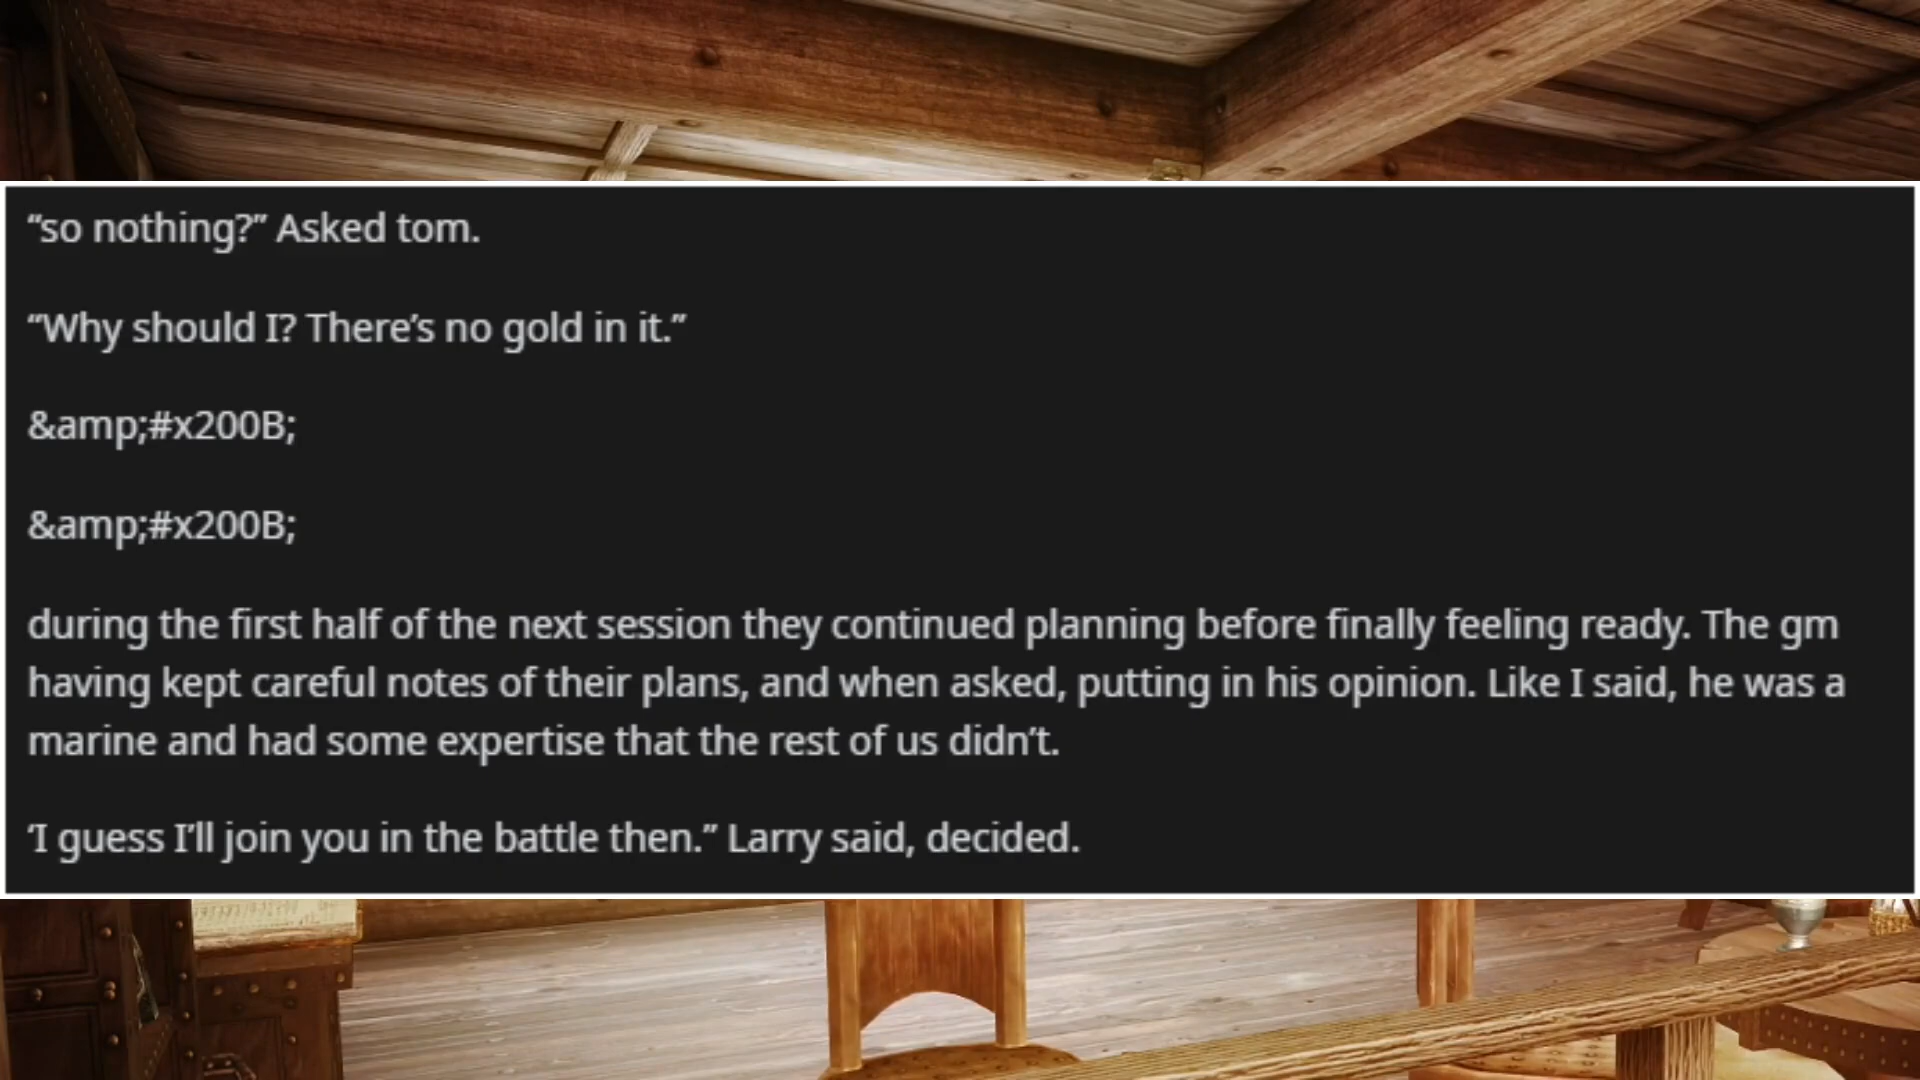 “so nothing?” Asked tom.
“Why should I? There’s no gold in it.”
&amp;#x200B;
&amp;#x200B;
during the first half of the next session they continued planning before finally feeling ready. The gm
having kept careful notes of their plans, and when asked, putting in his opinion. Like I said, he was a
marine and had some expertise that the rest of us didn’t.
‘I guess I’ll join you in the battle then.” Larry said, decided.